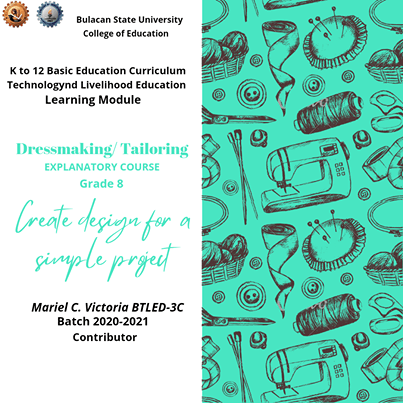 Bulacan State University
College of Education
K to 12 Basic Education Curriculum
Technologynd Livelihood Education
Learning Module
Dressmaking/ Tailoring
EXPLANATORY COURSE
Grade 8
Create design for a
simple project
Mariel C. Victoria BTLED-3C
Batch 2020-2021
Contributor